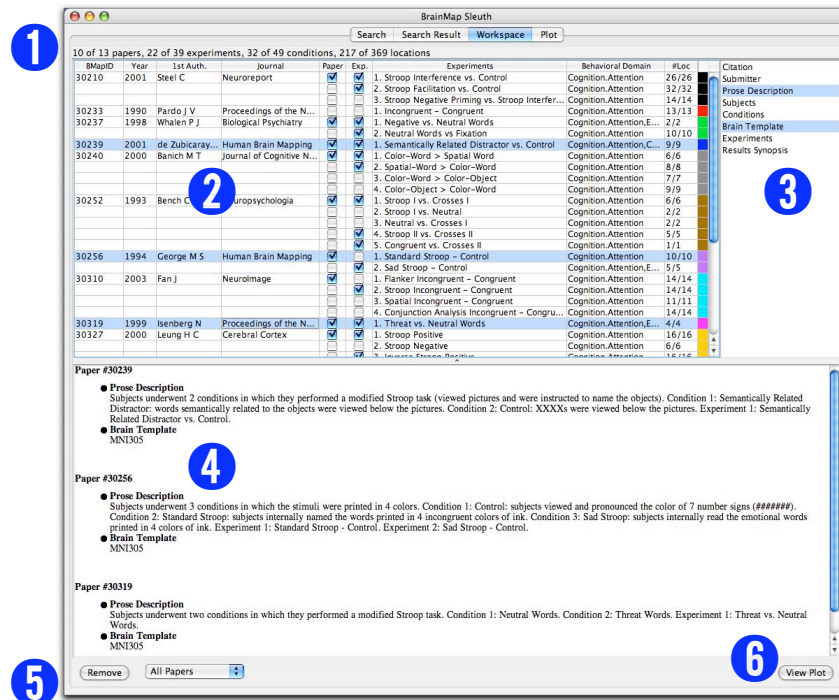 BrainMap Sleuth
Search Search Result Workspace Plot
1
10 of 13 papers, 22 of 39 experiments, 32 of 49 conditions, 217 of 369 locations
BMapID Year 1st Auth. Journal Paper Exp. Experiments Behavioral Domain #Loc
30210 2001 Steel C Neuroreport 1. Stroop Interference vs. Control Cognition.Attention 26/26
2. Stroop Facilitation vs. Control Cognition.Attention 32/32
3. Stroop Negative Priming vs. Stroop Interfer... Cognition.Attention 14/14
30233 1990 Pardo J V Proceedings of the N... 1. Incongruent - Congruent Cognition.Attention 13/13
30237 1998 Whalen P J Biological Psychiatry 1. Negative vs. Neutral Words Cognition.Attention,E... 2/2
2. Neutral Words vs Fixation Cognition.Attention 10/10
30239 2001 de Zubicaray... Human Brain Mapping 1. Semantically Related Distractor vs. Control Cognition.Attention,C... 9/9
30240 2000 Banich M T Journal of Cognitive N... 1. Color-Word > Spatial Word Cognition.Attention 6/6
2. Spatial-Word > Color-Word Cognition.Attention 8/8
3. Color-Word > Color-Object Cognition.Attention 7/7
4. Color-Object > Color-Word Cognition.Attention 9/9
30252 1993 Bench C europsychologia 1. Stroop I vs. Crosses I Cognition.Attention 6/6
2. Stroop I vs. Neutral Cognition.Attention 2/2
3. Neutral vs. Crosses I Cognition.Attention 2/2
4. Stroop II vs. Crosses II Cognition.Attention 5/5
5. Congruent vs. Crosses II Cognition.Attention 1/1
30256 1994 George M S Human Brain Mapping 1. Standard Stroop - Control Cognition.Attention 10/10
2. Sad Stroop - Control Cognition.Attention,E... 5/5
30310 2003 Fan J NeuroImage 1. Flanker Incongruent - Congruent Cognition.Attention 14/14
2. Stroop Incongruent - Congruent Cognition.Attention 14/14
3. Spatial Incongruent - Congruent Cognition.Attention 11/11
4. Conjunction Analysis Incongruent - Congru... Cognition.Attention 14/14
30319 1999 Isenberg N Proceedings of the N... 1. Threat vs. Neutral Words Cognition.Attention,E... 4/4
30327 2000 Leung H C Cerebral Cortex 1. Stroop Positive Cognition.Attention 16/16
2. Stroop Negative Cognition.Attention 6/6
3. Inverse Stroop Positive Cognition.Attention 16/16
2
Citation
Submitter
Prose Description
Subjects
Conditions
Brain Template
Experiments
Results Synopsis
3
Paper #30239
● Prose Description
Subjects underwent 2 conditions in which they performed a modified Stroop task (viewed pictures and were instructed to name the objects). Condition 1: Semantically Related
Distractor: words semantically related to the objects were viewed below the pictures. Condition 2: Control: XXXXs were viewed below the pictures. Experiment 1: Semantically
Related Distractor vs. Control.
● Brain Template
MNI305
4
Paper #30256
● Prose Description
Subjects underwent 3 conditions in which the stimuli were printed in 4 colors. Condition 1: Control: subjects viewed and pronounced the color of 7 number signs (#######).
Condition 2: Standard Stroop: subjects internally named the words printed in 4 incongruent colors of ink. Condition 3: Sad Stroop: subjects internally read the emotional words
printed in 4 colors of ink. Experiment 1: Standard Stroop - Control. Experiment 2: Sad Stroop - Control.
● Brain Template
MNI305
Paper #30319
● Prose Description
Subjects underwent two conditions in which they performed a modified Stroop task. Condition 1: Neutral Words. Condition 2: Threat Words. Experiment 1: Threat vs. Neutral
Words.
● Brain Template
MNI305
5
Remove All Papers
6
View Plot